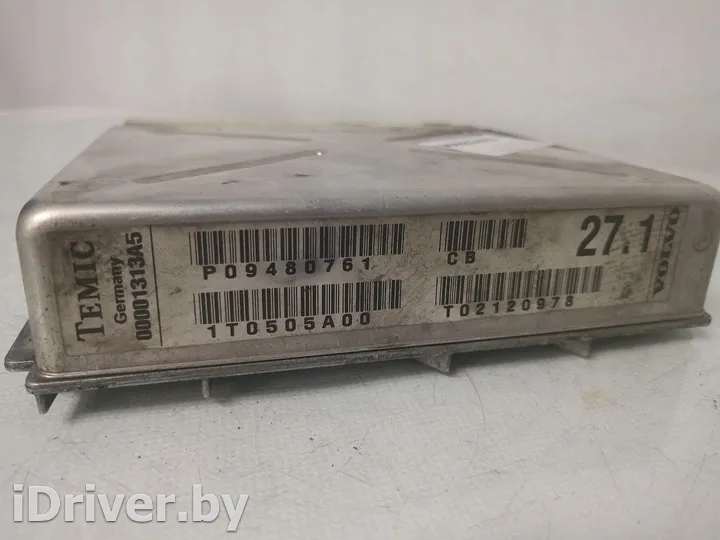 TEMIC
Germany
00001313A5
P09480761
1T0505A00
CB
T02120978
27.1
VOLVO
iDriver.by